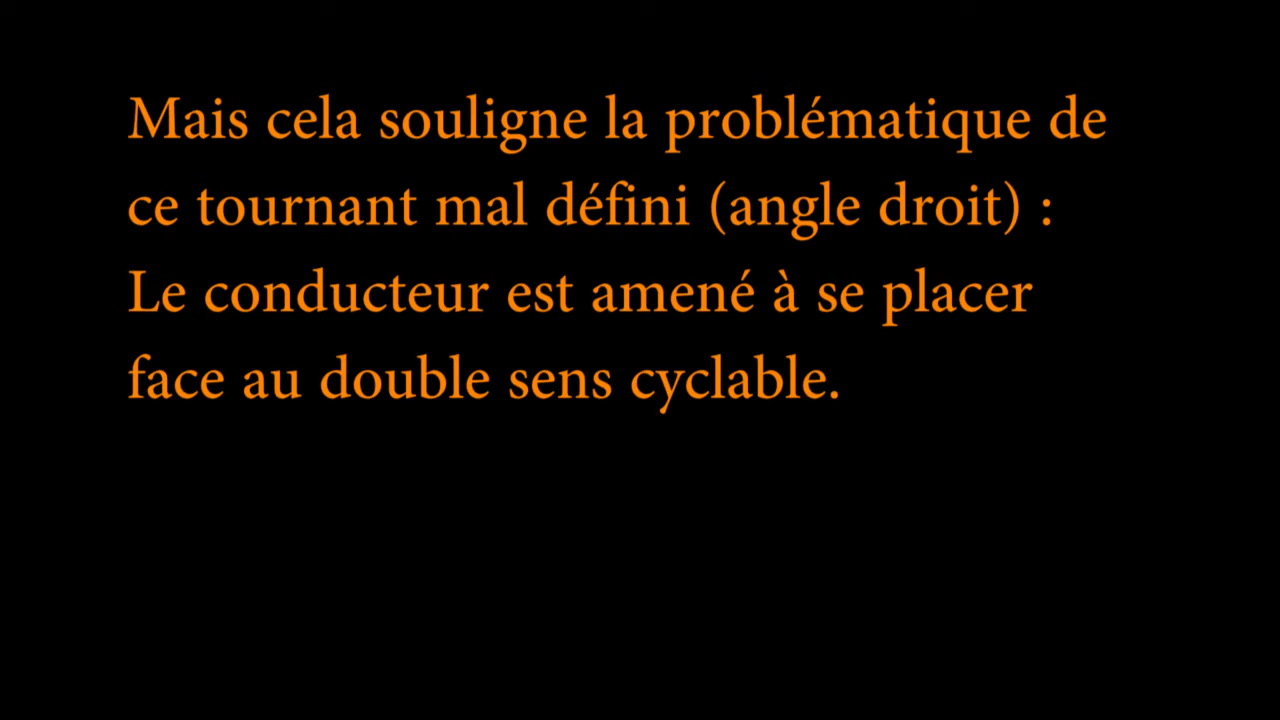 Mais cela souligne la problématique de
ce tournant mal défini (angle droit) :
Le conducteur est amené à se placer
face au double sens cyclable.